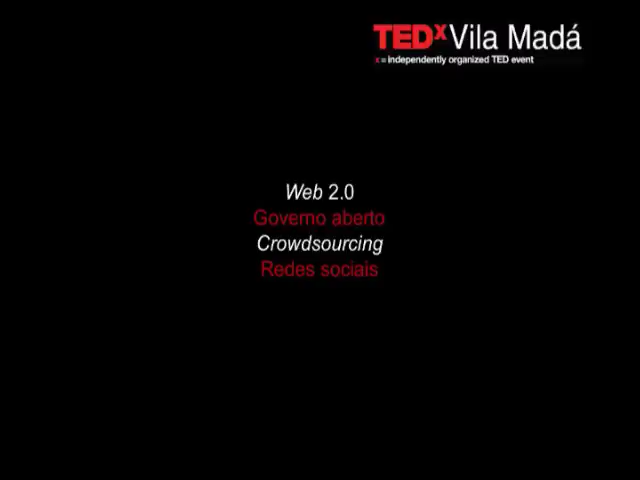 TEDxVila Madá
x = independently organized TED event
Web 2.0
Governo aberto
Crowdsourcing
Redes sociais